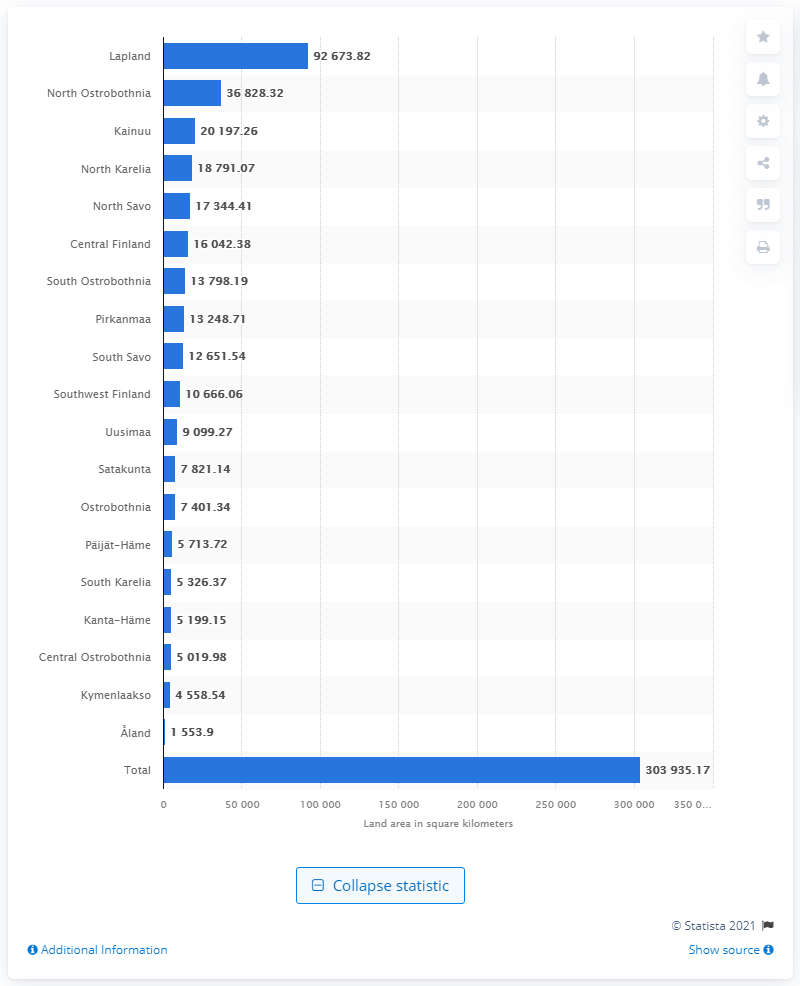 Lapland 92 673.82
North Ostrobothnia 36 828.32
Kainuu 20 197.26
North Karelia 18 791.07
North Savo 17 344.41
Central Finland 16 042.38
South Ostrobothnia 13 798.19
Pirkanmaa 13 248.71
South Savo 12 651.54
Southwest Finland 10 666.06
Uusimaa 9 099.27
Satakunta 7 821.14
Ostrobothnia 7 401.34
Päijät-Häme 5 713.72
South Karelia 5 326.37
Kanta-Häme 5 199.15
Central Ostrobothnia 5 019.98
Kymenlaakso 4 558.54
Åland 1 553.9
Total 303 935.17
0 50 000 100 000 150 000 200 000 250 000 300 000 350 0...
Land area in square kilometers
Collapse statistic
© Statista 2021
Additional Information Show source